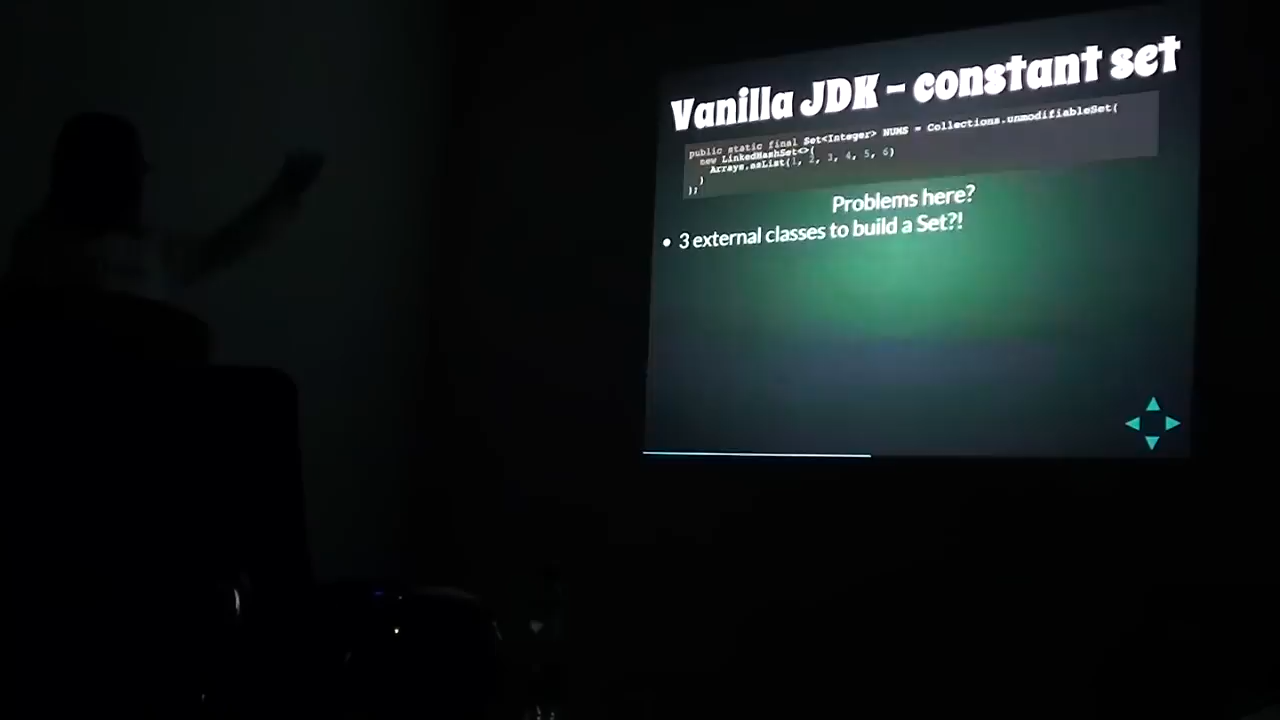 Vanilla JDK - constant set
public static final Set<Integer> NUMS = Collections.unmodifiableSet(
new LinkedHashSet<>(
Arrays.asList(1, 2, 3, 4, 5, 6)
)
);
Problems here?
• 3 external classes to build a Set?!